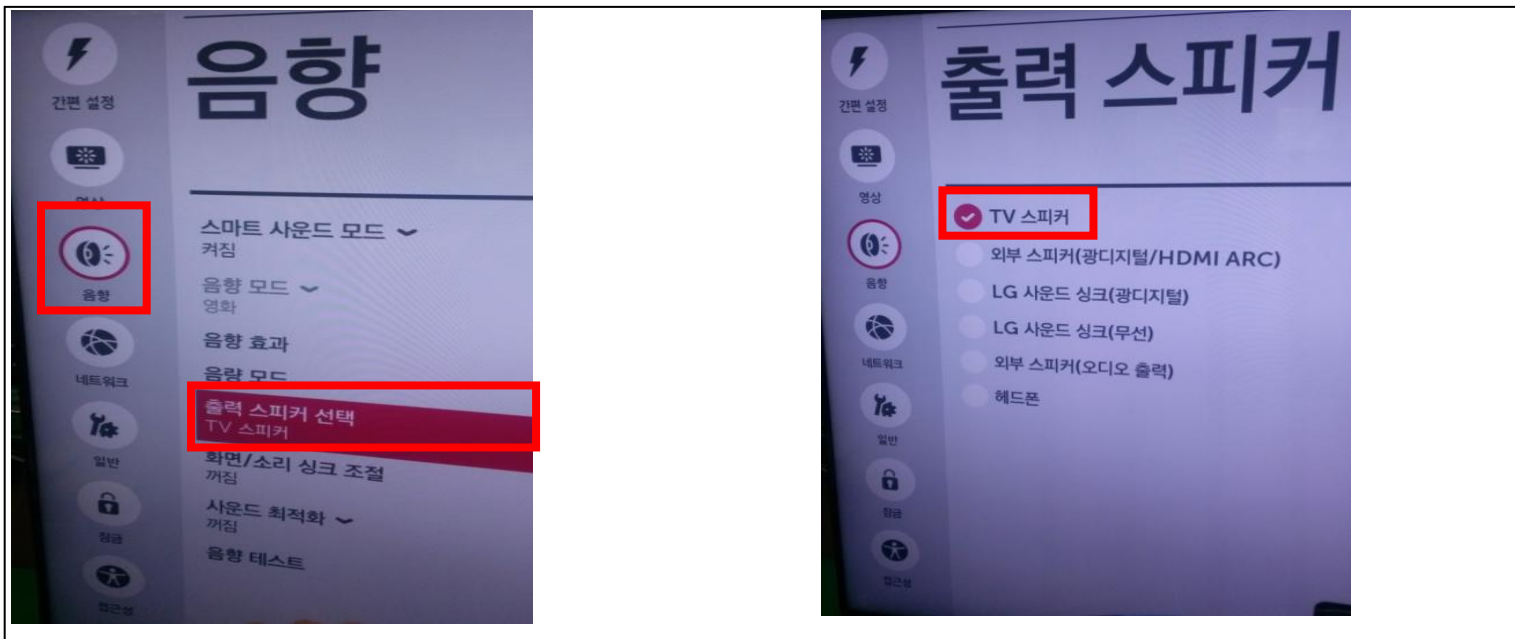 음향
간편 설정
영상
음향
네트워크
일반
잠금
접근성
스마트 사운드 모드
켜짐
음향 모드
영화
음향 효과
음량 모드
출력 스피커 선택
TV 스피커
화면/소리 싱크 조절
꺼짐
사운드 최적화
꺼짐
음향 테스트
출력 스피커
간편 설정
영상
음향
네트워크
일반
잠금
접근성
TV 스피커
외부 스피커(광디지털/HDMI ARC)
LG 사운드 싱크(광디지털)
LG 사운드 싱크(무선)
외부 스피커(오디오 출력)
헤드폰